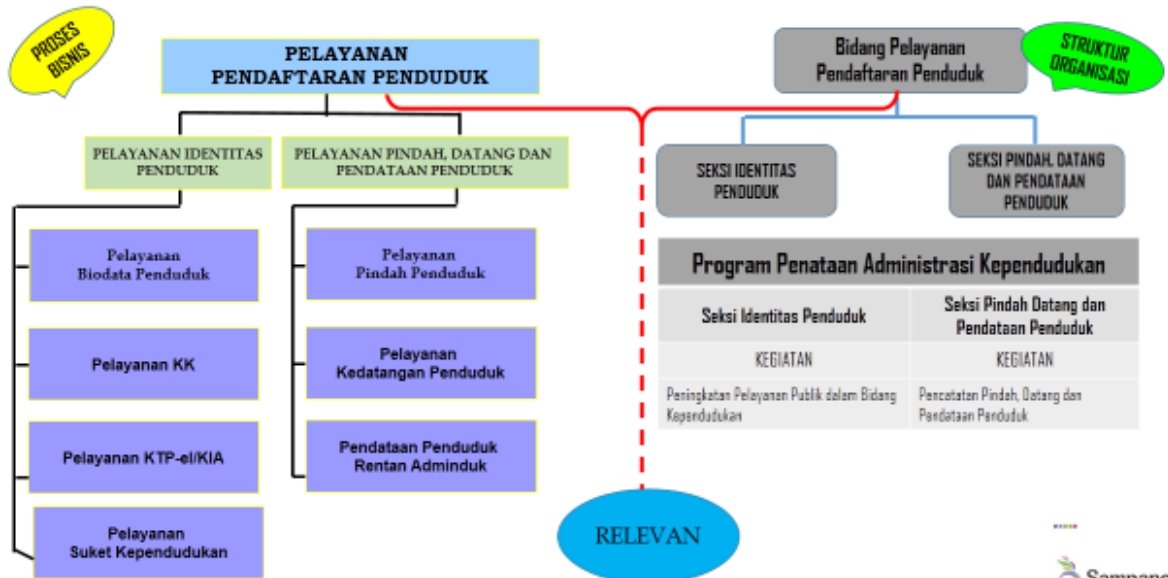 PROSES
BISNIS
PELAYANAN
PENDAFTARAN PENDUDUK
Bidang Pelayanan
Pendaftaran Penduduk
STRUKTUR
ORGANISASI
PELAYANAN IDENTITAS
PENDUDUK
PELAYANAN PINDAH, DATANG DAN
PENDATAAN PENDUDUK
SEKSI IDENTITAS
PENDUDUK
SEKSI PINDAH, DATANG
DAN PENDATAAN
PENDUDUK
Pelayanan
Biodata Penduduk
Pelayanan KK
Pelayanan KTP-el/KIA
Pelayanan
Suket Kependudukan
Pelayanan
Pindah Penduduk
Pelayanan
Kedatangan Penduduk
Pendataan Penduduk
Rentan Adminduk
Program Penataan Administrasi Kependudukan
Seksi Identitas Penduduk
Seksi Pindah Datang dan
Pendataan Penduduk
KEGIATAN
KEGIATAN
Peningkatan Pelayanan Publik dalam Bidang
Kependudukan
Pencatatan Pindah, Datang dan
Pendataan Penduduk
RELEVAN